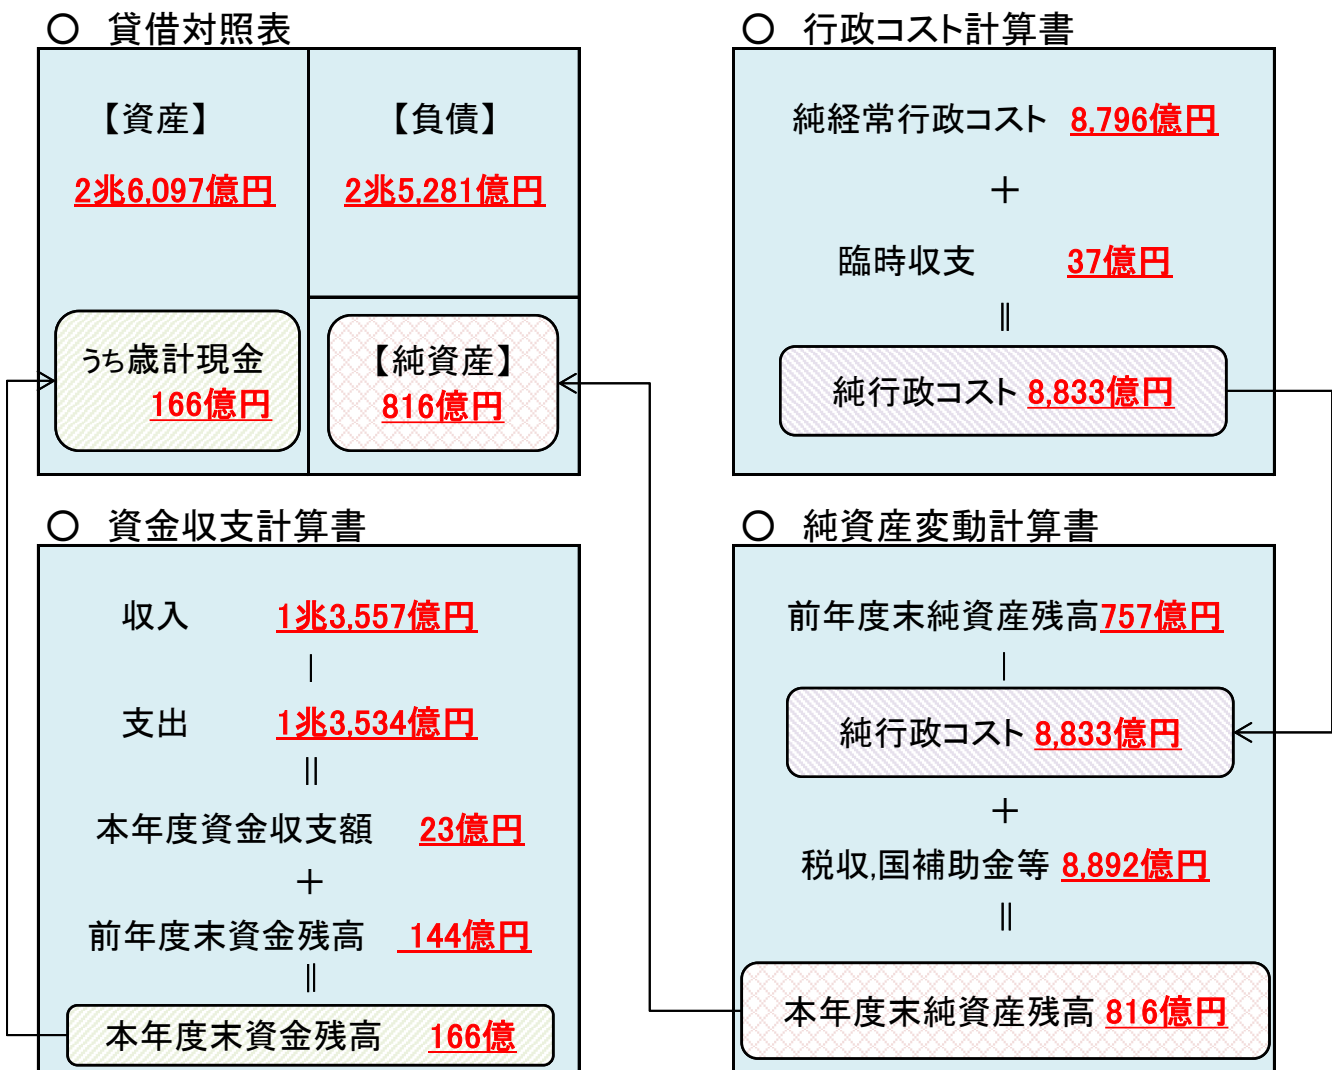 ○ 貸借対照表
【資産】
2兆6,097億円
【負債】
2兆5,281億円
うち歳計現金
166億円
【純資産】
816億円
○ 行政コスト計算書
純経常行政コスト 8,796億円
＋
臨時収支 37億円
||
純行政コスト 8,833億円
○ 資金収支計算書
収入 1兆3,557億円
｜
支出 1兆3,534億円
||
本年度資金収支額 23億円
＋
前年度末資金残高 144億円
||
本年度末資金残高 166億
○ 純資産変動計算書
前年度末純資産残高757億円
｜
純行政コスト 8,833億円
＋
税収,国補助金等 8,892億円
||
本年度末純資産残高 816億円